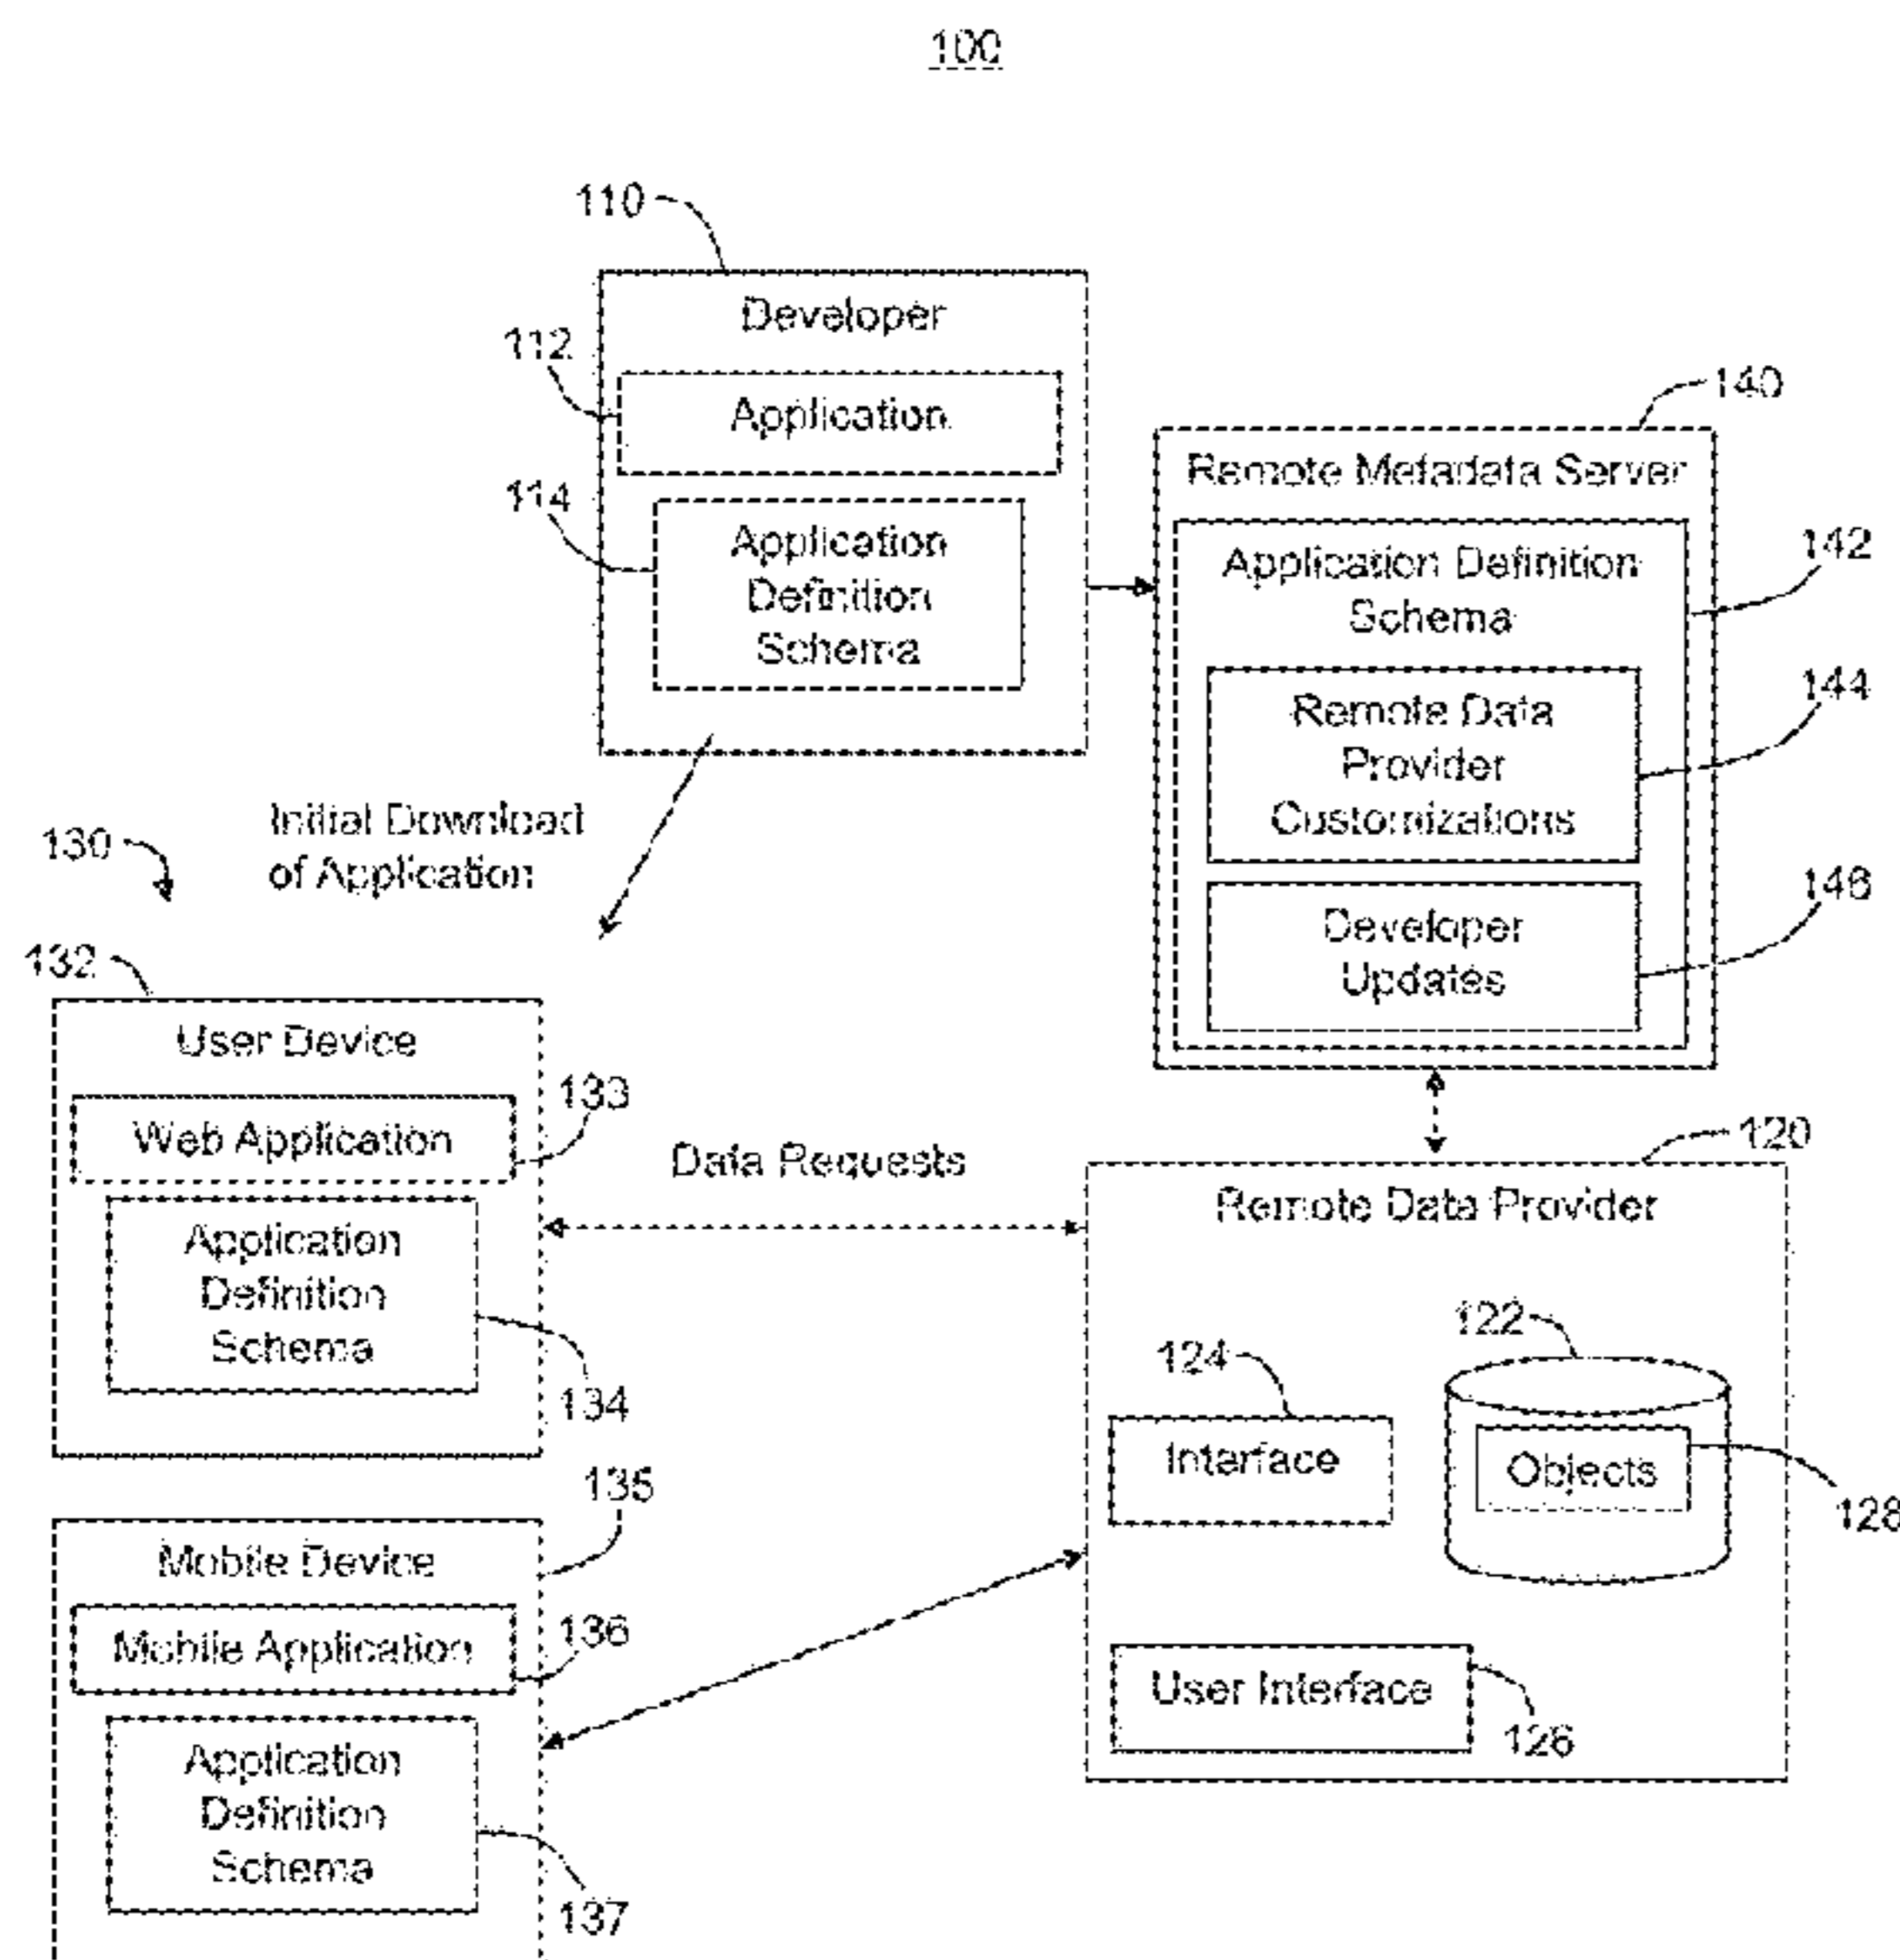 100
110
Developer
112
Application
114
Application
Definition
Schema
140
Remote Metadata Server
Application Definition
Schema
142
Remote Data
Provider
Customizations
144
Developer
Updates
146
Initial Download
of Application
130
132
User Device
Web Application
133
Application
Definition
Schema
134
Data Requests
120
Remote Data Provider
122
124
Interface
Objects
128
User Interface
126
135
Mobile Device
Mobile Application
136
Application
Definition
Schema
137